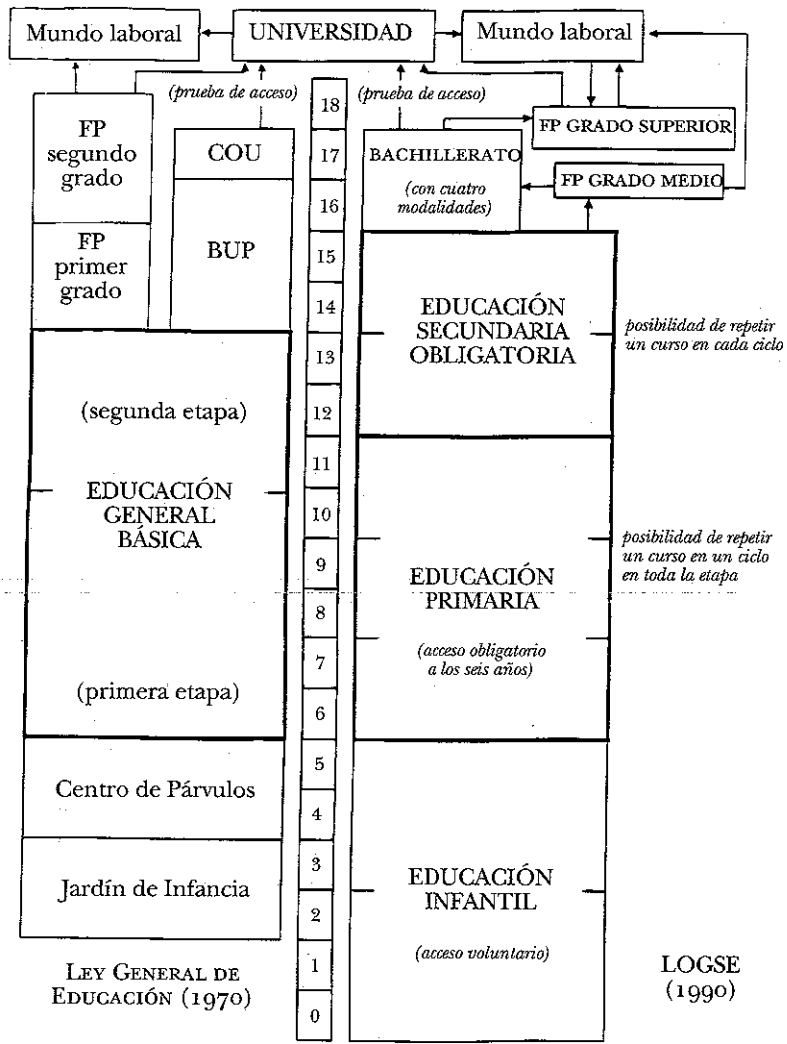 Mundo laboral
UNIVERSIDAD
Mundo laboral
(prueba de acceso)
(prueba de acceso)
FP
segundo
grado
COU
FP
primer
grado
BUP
(segunda etapa)
EDUCACIÓN
GENERAL
BÁSICA
(primera etapa)
Centro de Párvulos
Jardín de Infancia
LEY GENERAL DE
EDUCACIÓN (1970)
18
17
16
15
14
13
12
11
10
9
8
7
6
5
4
3
2
1
0
FP GRADO SUPERIOR
BACHILLERATO
(con cuatro
modalidades)
FP GRADO MEDIO
EDUCACIÓN
SECUNDARIA
OBLIGATORIA
posibilidad de repetir
un curso en cada ciclo
EDUCACIÓN
PRIMARIA
(acceso obligatorio
a los seis años)
posibilidad de repetir
un curso en un ciclo
en toda la etapa
EDUCACIÓN
INFANTIL
(acceso voluntario)
LOGSE
(1990)